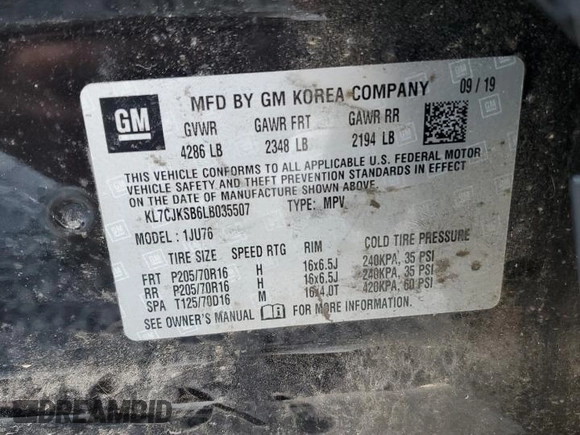 GM
MFD BY GM KOREA COMPANY 09/19
GVWR GAWR FRT GAWR RR
4286 LB 2348 LB 2194 LB
THIS VEHICLE CONFORMS TO ALL APPLICABLE U.S. FEDERAL MOTOR
VEHICLE SAFETY AND THEFT PREVENTION STANDARDS IN EFFECT
ON THE DATE OF MANUFACTURE SHOWN ABOVE.
KL7CJKSB6LB035507 TYPE: MPV
MODEL: 1JU76
TIRE SIZE SPEED RTG RIM COLD TIRE PRESSURE
FRT P205/70R16 H 16x6.5J 240KPA, 35 PSI
RR P205/70R16 H 16x6.5J 240KPA, 35 PSI
SPA T125/70D16 M 16x4.0T 420KPA, 60 PSI
SEE OWNER'S MANUAL FOR MORE INFORMATION.
DREAMBID